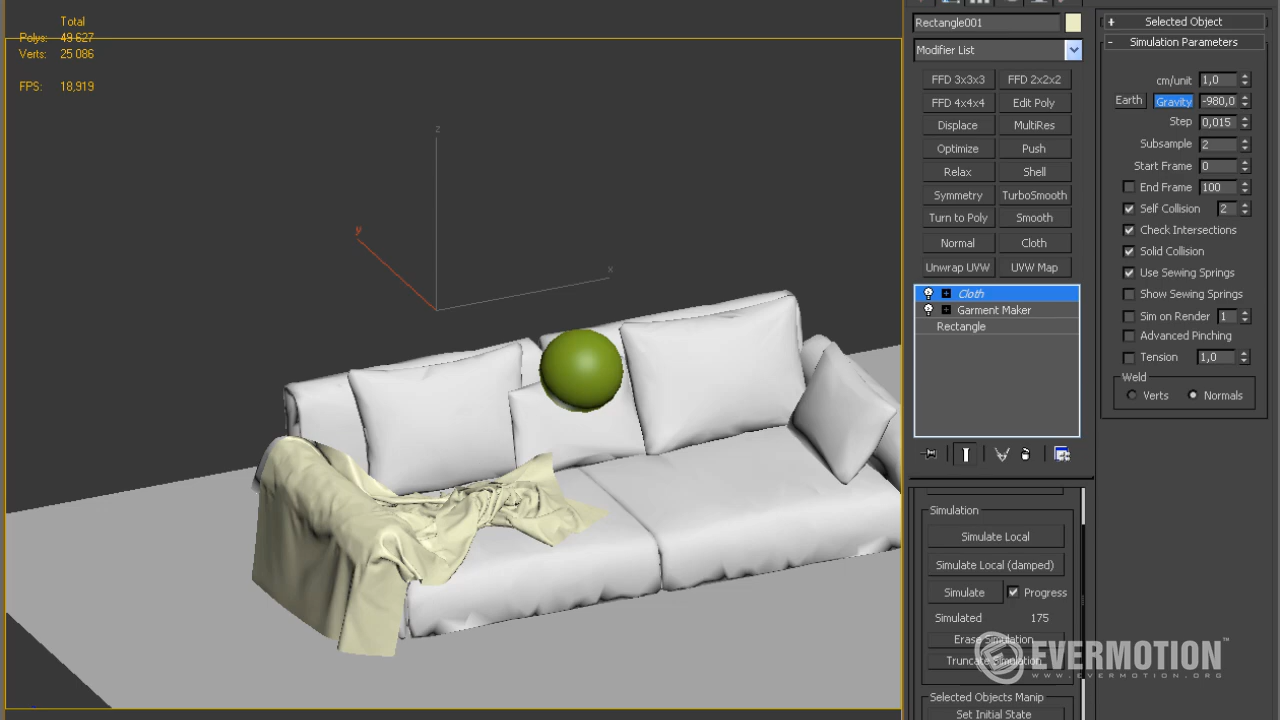 Total
Polys: 49 627
Verts: 25 086
FPS: 18,919
z
y
x
Rectangle001
Modifier List
FFD 3x3x3 FFD 2x2x2
FFD 4x4x4 Edit Poly
Displace MultiRes
Optimize Push
Relax Shell
Symmetry TurboSmooth
Turn to Poly Smooth
Normal Cloth
Unwrap UVW UVW Map
Cloth
Garment Maker
Rectangle
Simulation
Simulate Local
Simulate Local (damped)
Simulate Progress
Simulated 175
Erase Simulation
Truncate Simulation
Selected Objects Manip
Set Initial State
+ Selected Object
- Simulation Parameters
cm/unit 1,0
Earth Gravity -980,0
Step 0,015
Subsample 2
Start Frame 0
End Frame 100
Self Collision 2
Check Intersections
Solid Collision
Use Sewing Springs
Show Sewing Springs
Sim on Render 1
Advanced Pinching
Tension 1,0
Weld
Verts Normals
EVERMOTION™
WWW.EVERMOTION.ORG